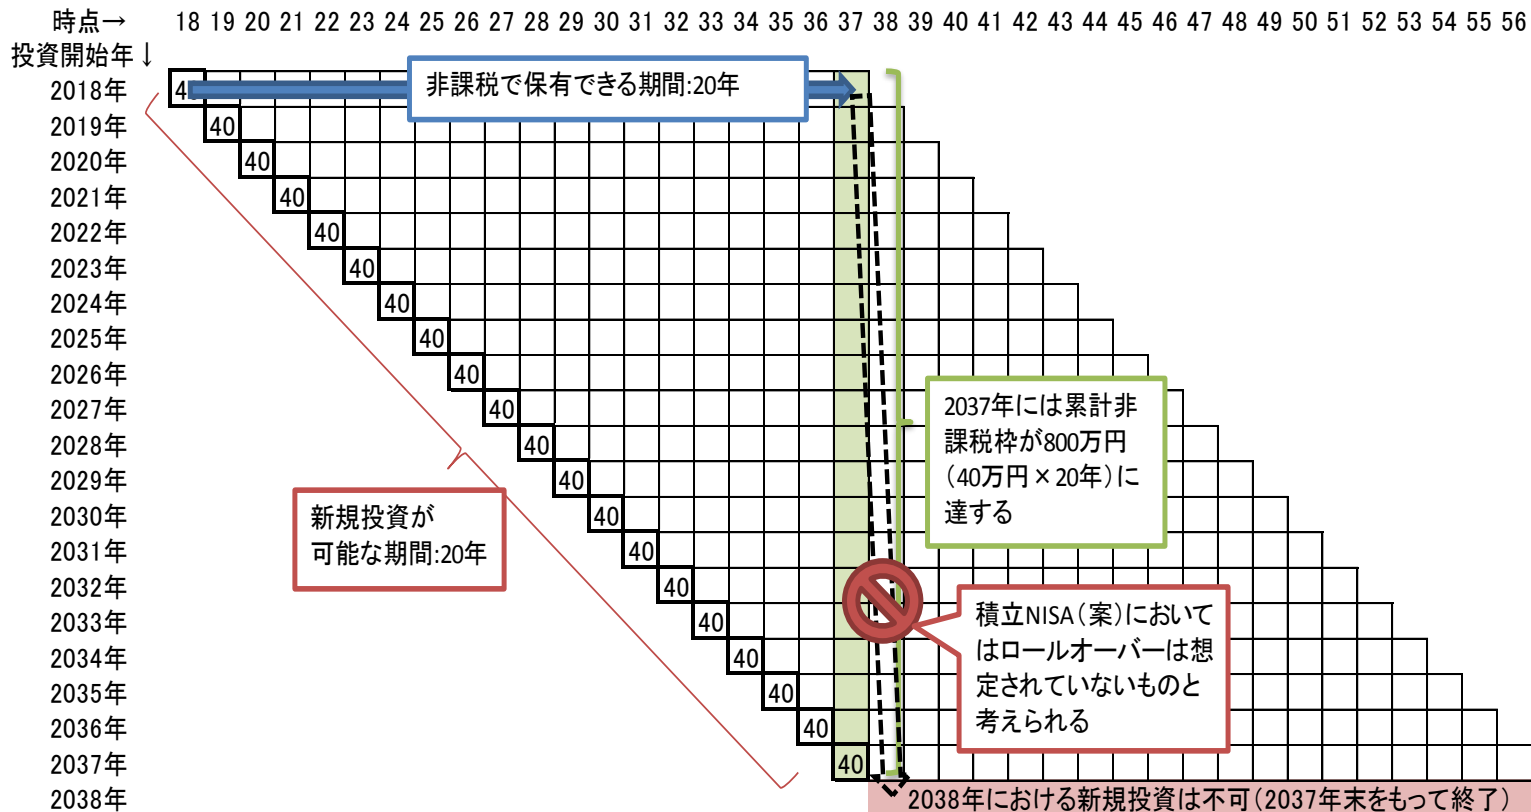 時点→ 18 19 20 21 22 23 24 25 26 27 28 29 30 31 32 33 34 35 36 37 38 39 40 41 42 43 44 45 46 47 48 49 50 51 52 53 54 55 56
投資開始年↓
2018年 4
非課税で保有できる期間:20年
2019年 40
2020年 40
2021年 40
2022年 40
2023年 40
2024年 40
2025年 40
2026年 40
2027年 40
2028年 40
2029年 40
2030年 40
2031年 40
2032年 40
2033年 40
2034年 40
2035年 40
2036年 40
2037年 40
2038年
新規投資が
可能な期間:20年
2037年には累計非
課税枠が800万円
(40万円×20年)に
達する
積立NISA(案)において
はロールオーバーは想
定されていないものと
考えられる
2038年における新規投資は不可(2037年末をもって終了)